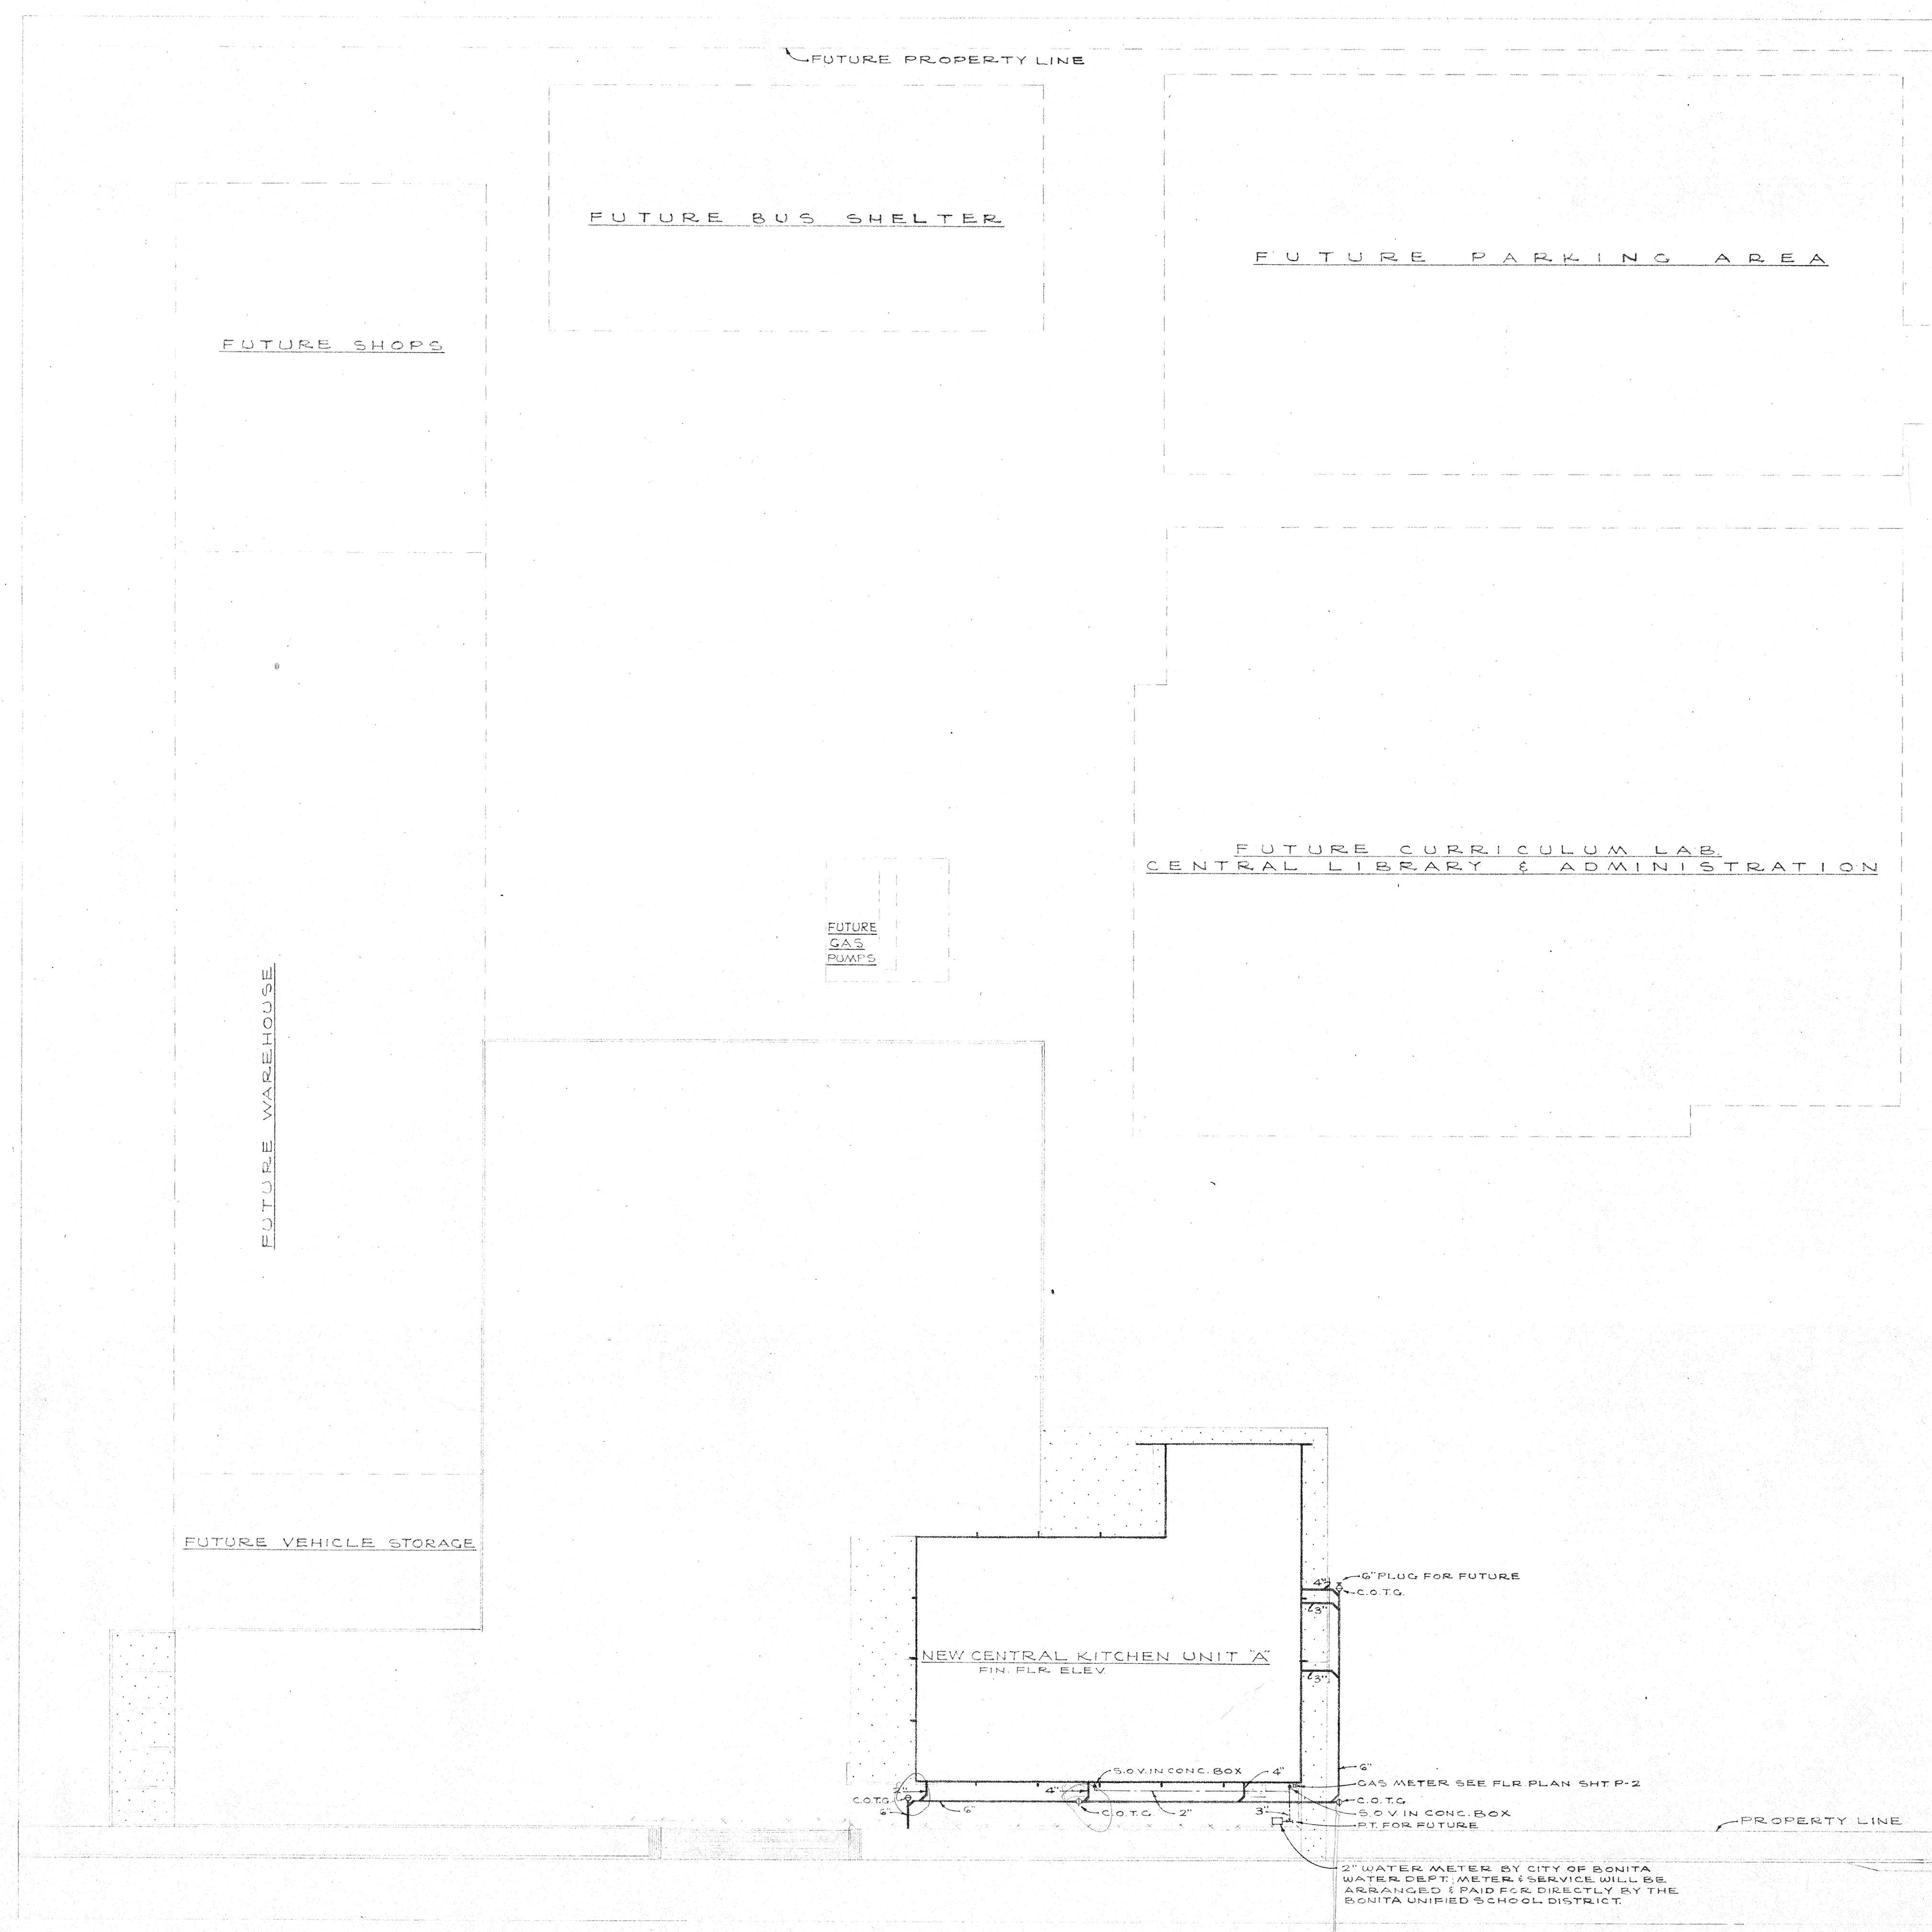 FUTURE PROPERTY LINE
FUTURE BUS SHELTER
FUTURE PARKING AREA
FUTURE SHOPS
FUTURE CURRICULUM LAB.
CENTRAL LIBRARY & ADMINISTRATION
FUTURE
GAS
PUMPS
FUTURE WAREHOUSE
FUTURE VEHICLE STORAGE
6" PLUG FOR FUTURE
4"
C.O.T.G.
3"
NEW CENTRAL KITCHEN UNIT "A"
FIN. FLR. ELEV.
3"
6"
S.O.V. IN CONC. BOX
4"
GAS METER SEE FLR PLAN SHT P-2
4"
C.O.T.G.
C.O.T.G.
6"
6"
C.O.T.G.
2"
3"
S.O.V. IN CONC. BOX
P.T. FOR FUTURE
PROPERTY LINE
2" WATER METER BY CITY OF BONITA
WATER DEPT. METER & SERVICE WILL BE
ARRANGED & PAID FOR DIRECTLY BY THE
BONITA UNIFIED SCHOOL DISTRICT.